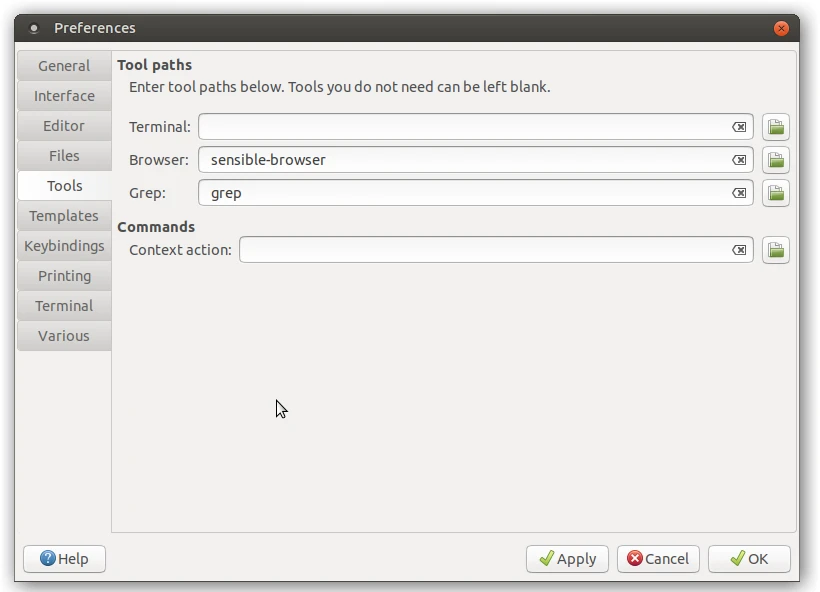 Preferences
General
Interface
Editor
Files
Tools
Templates
Keybindings
Printing
Terminal
Various
Tool paths
Enter tool paths below. Tools you do not need can be left blank.
Terminal:
Browser: sensible-browser
Grep: grep
Commands
Context action:
Help Apply Cancel OK